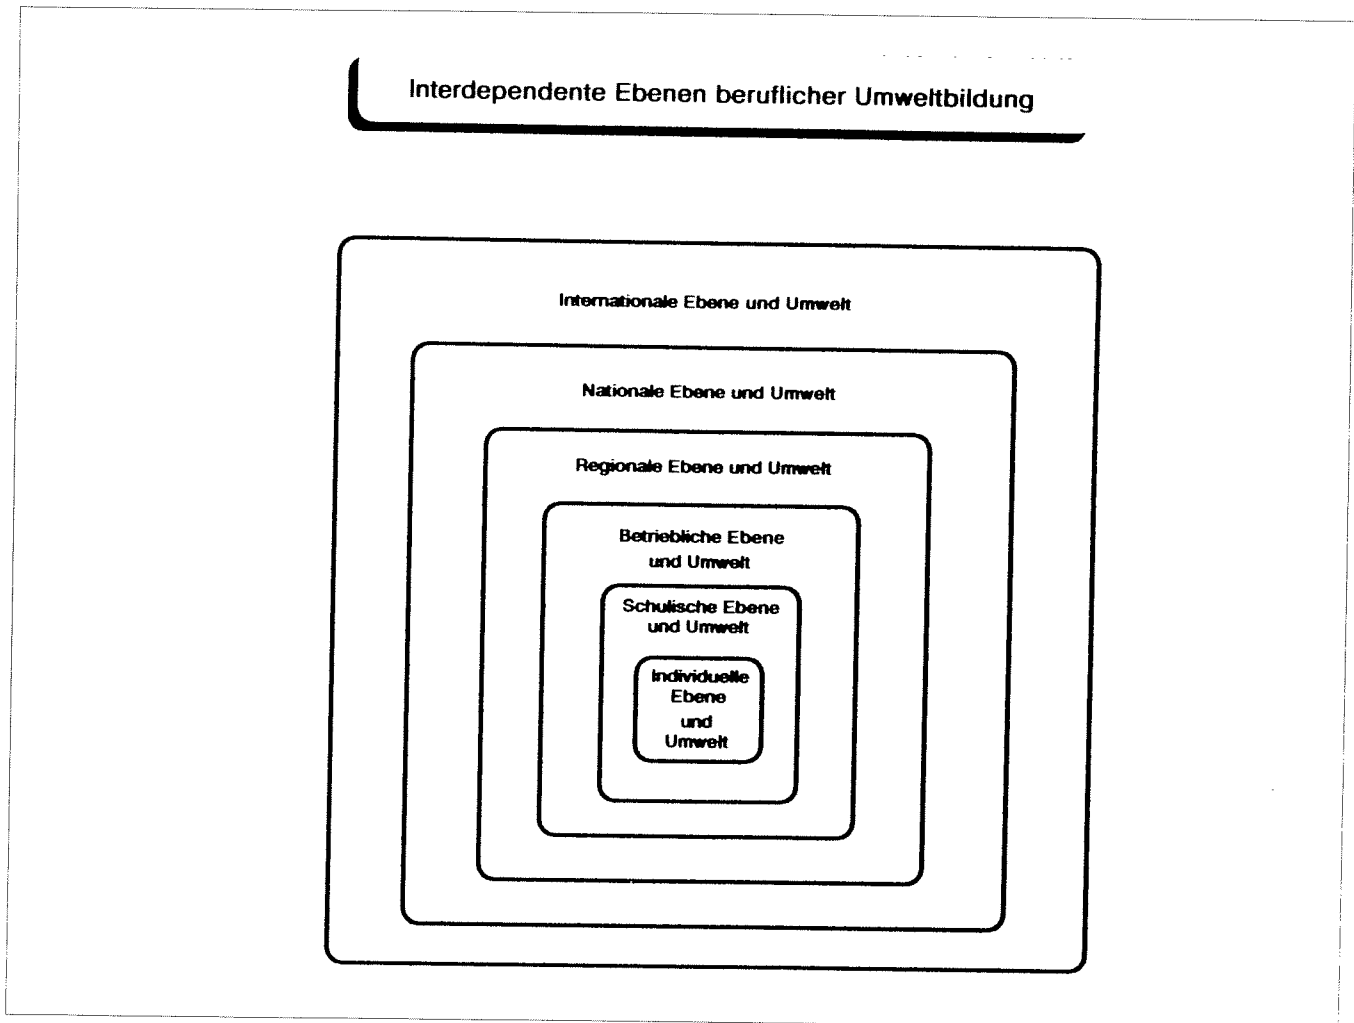 Interdependente Ebenen beruflicher Umweltbildung
Internationale Ebene und Umwelt
Nationale Ebene und Umwelt
Regionale Ebene und Umwelt
Betriebliche Ebene
und Umwelt
Schulische Ebene
und Umwelt
Individuelle
Ebene
und
Umwelt